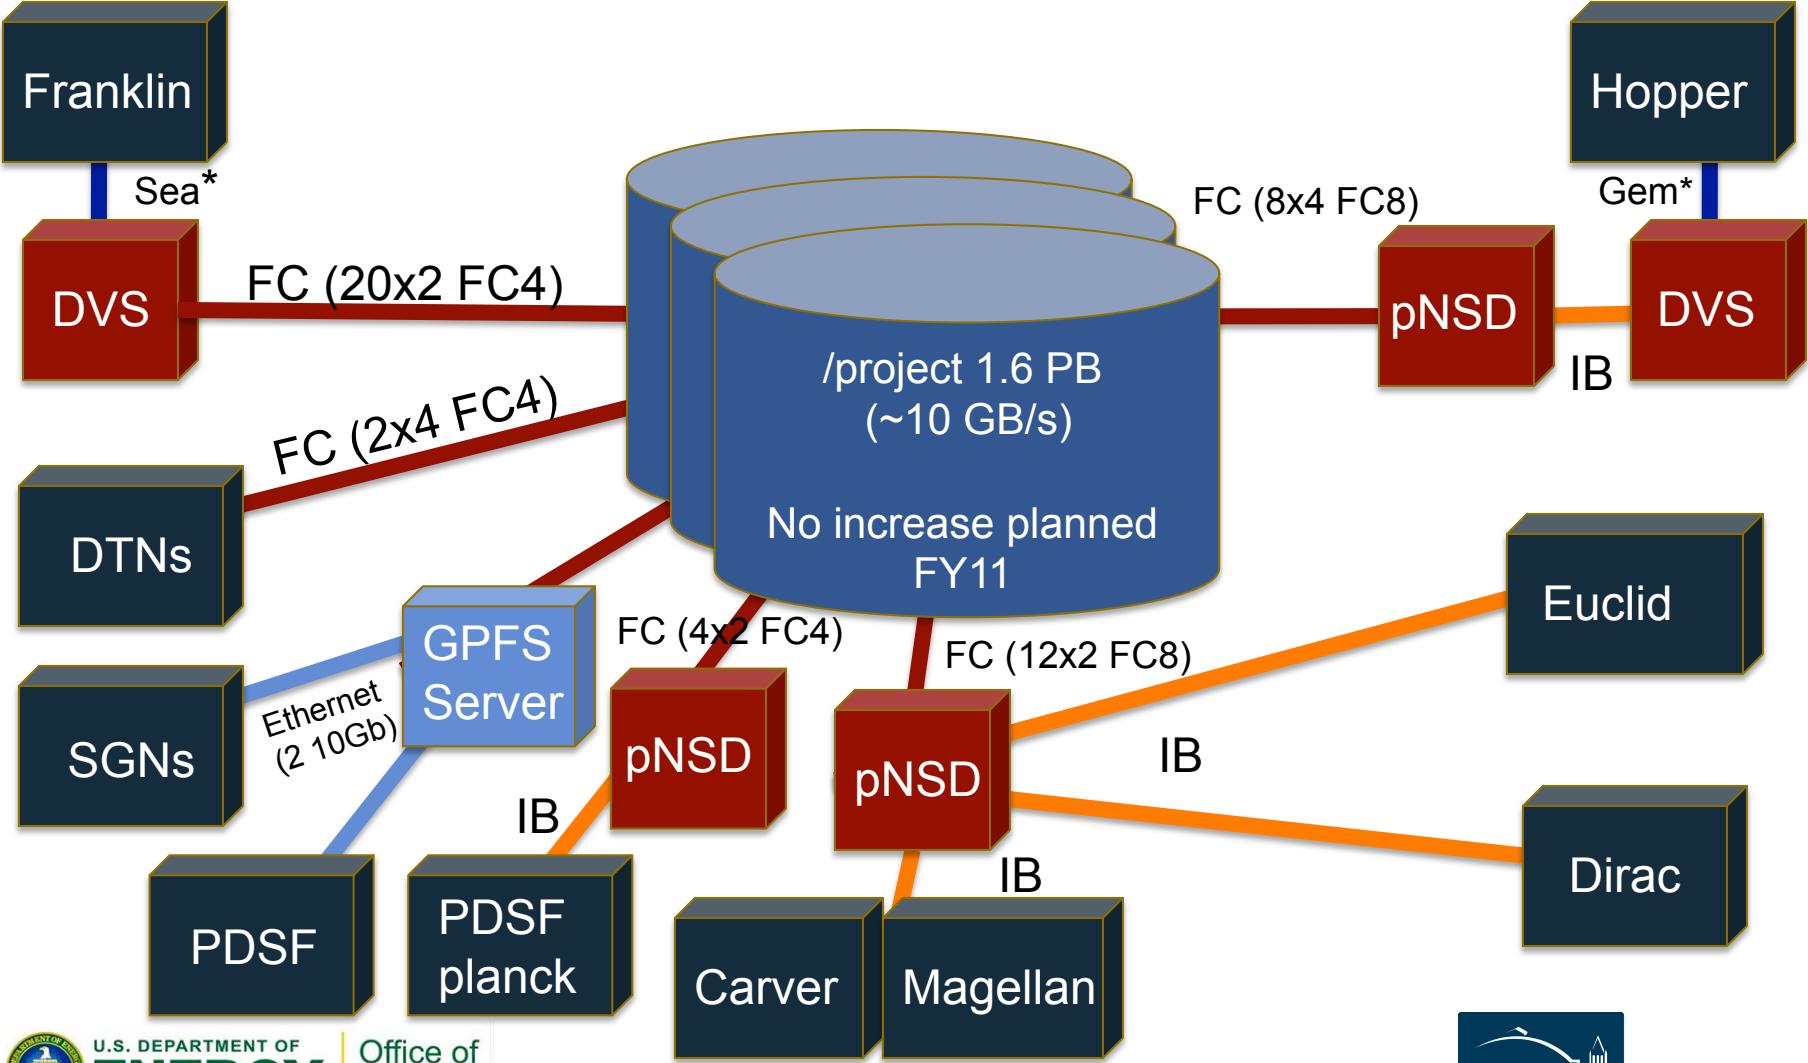 Franklin
Hopper
Sea*
Gem*
FC (8x4 FC8)
DVS
FC (20x2 FC4)
pNSD
DVS
IB
/project 1.6 PB
(~10 GB/s)
No increase planned
FY11
FC (2x4 FC4)
DTNs
Euclid
GPFS
Server
FC (4x2 FC4)
FC (12x2 FC8)
Ethernet
(2 10Gb)
SGNs
pNSD
pNSD
IB
IB
IB
Dirac
PDSF
PDSF
planck
Carver
Magellan
U.S. DEPARTMENT OF
ENERGY
Office of